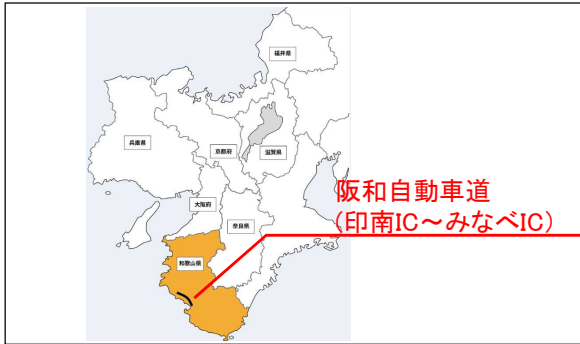 福井県
兵庫県
京都府
滋賀県
大阪府
奈良県
和歌山県
阪和自動車道
(印南IC～みなべIC)